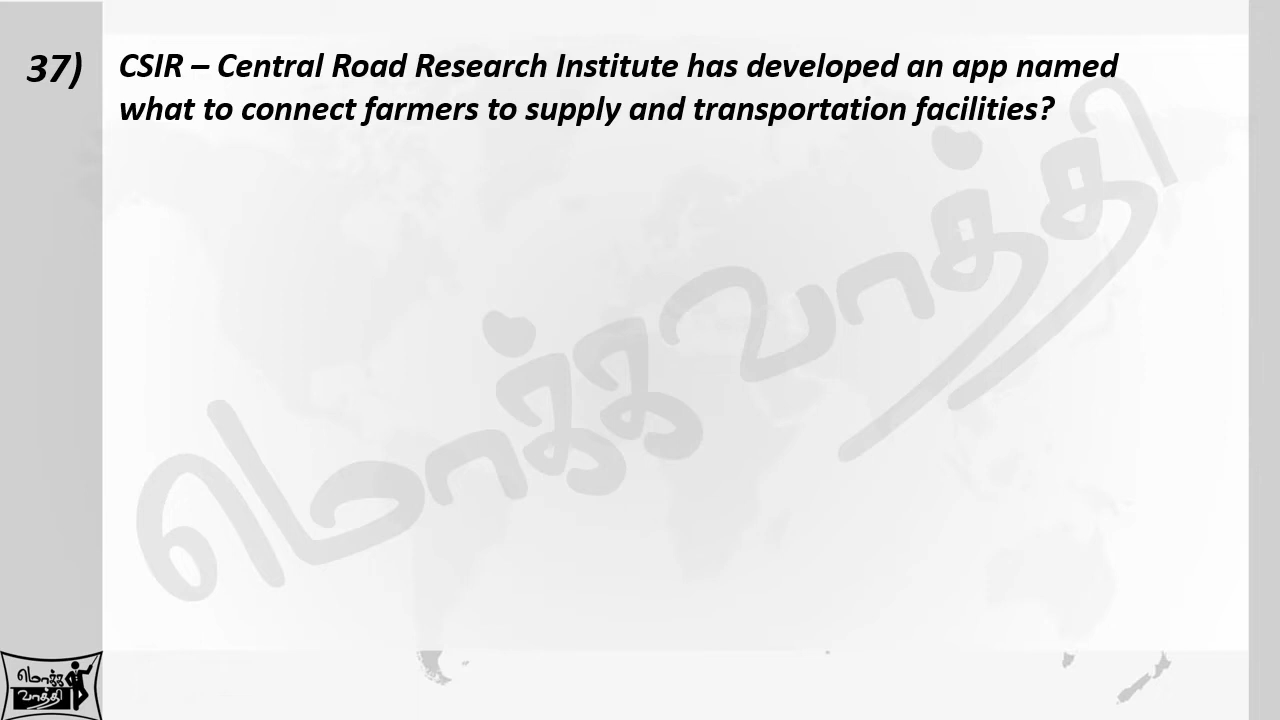 37) CSIR – Central Road Research Institute has developed an app named
what to connect farmers to supply and transportation facilities?
மொக்க வாத்தி
மொக்க
வாத்தி